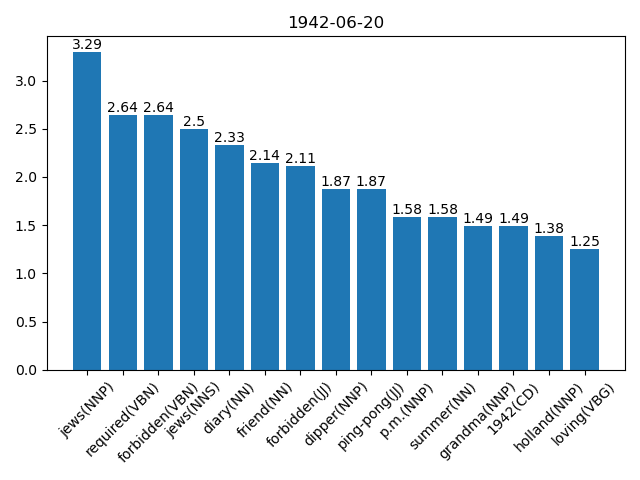 1942-06-20
3.29
2.64
2.64
2.5
2.33
2.14
2.11
1.87
1.87
1.58
1.58
1.49
1.49
1.38
1.25
3.0
2.5
2.0
1.5
1.0
0.5
0.0
jews(NNP)
required(VBN)
forbidden(VBN)
jews(NNS)
diary(NN)
friend(NN)
forbidden(JJ)
dipper(NNP)
ping-pong(JJ)
p.m.(NNP)
summer(NN)
grandma(NNP)
1942(CD)
holland(NNP)
loving(VBG)